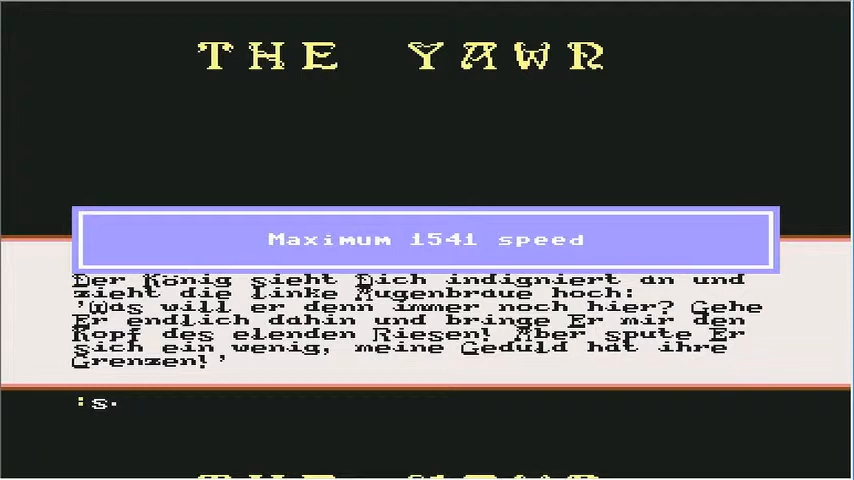 THE YAWN
Maximum 1541 speed
Der König sieht Dich indigniert an und
zieht die linke Augenbraue hoch:
'Was will er denn immer noch hier? Gehe
Er endlich dahin und bringe Er mir den
Kopf des elenden Riesen! Aber spute Er
sich ein wenig, meine Geduld hat ihre
Grenzen!'
:s.
THE YAWN